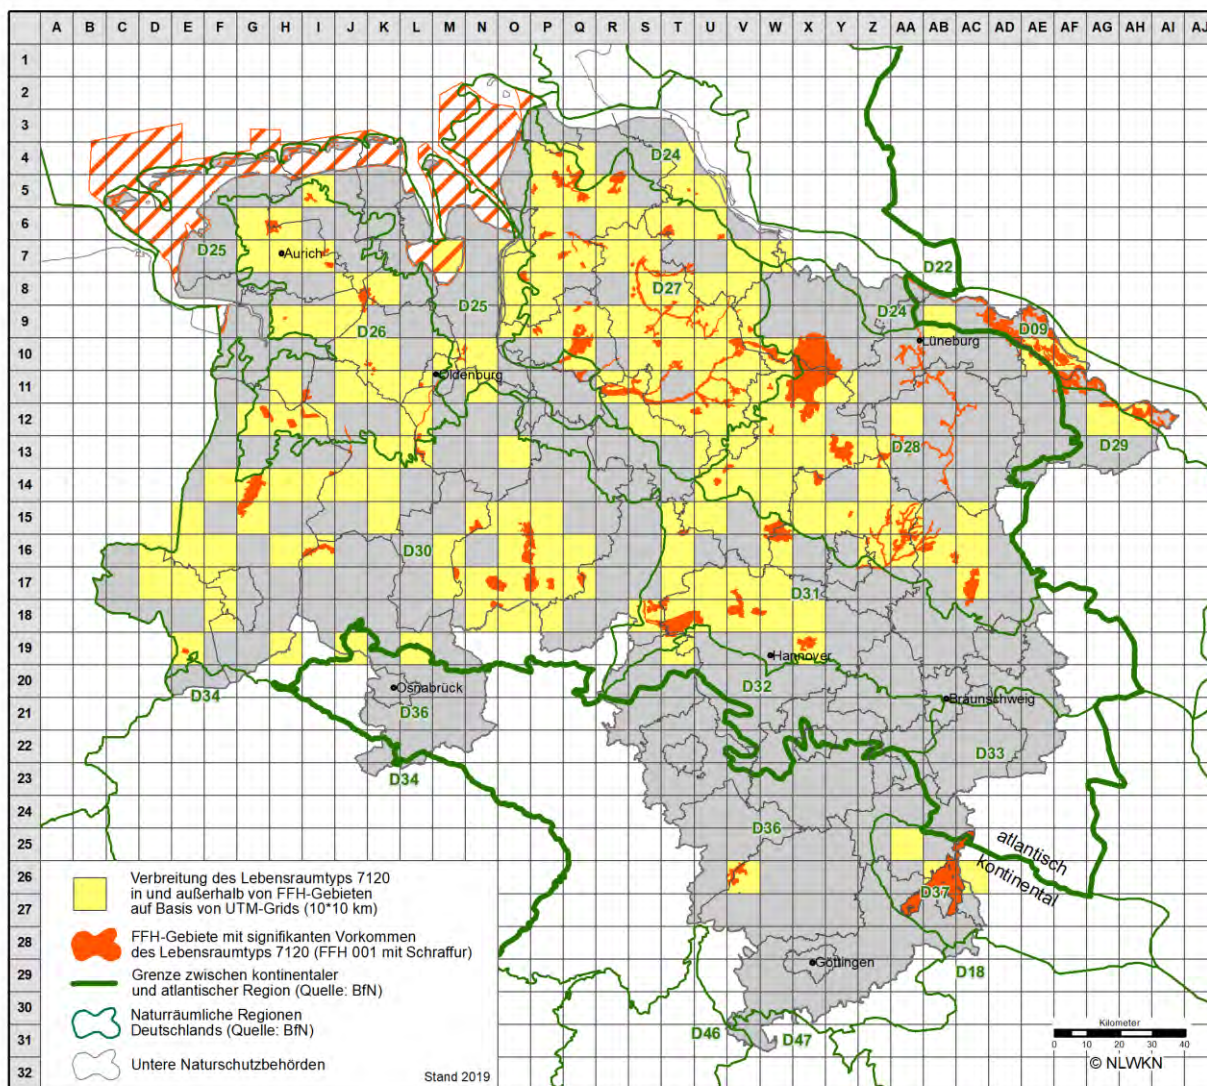 A B C D E F G H I J K L M N O P Q R S T U V W X Y Z AA AB AC AD AE AF AG AH AI AJ
1
2
3
4
D24
5
6
D25
Aurich
7
D22
8
D27
D25
D24
D09
9
D26
Lüneburg
10
Oldenburg
11
12
D28
D29
13
14
15
16
D30
17
D31
18
19
Hannover
20
D34
Osnabrück
D32
Braunschweig
21
D36
22
D33
23
D34
24
D36
25
atlantisch
kontinental
26
D37
27
28
Göttingen
D18
29
30
D46
D47
31
32
Verbreitung des Lebensraumtyps 7120
in und außerhalb von FFH-Gebieten
auf Basis von UTM-Grids (10*10 km)
FFH-Gebiete mit signifikanten Vorkommen
des Lebensraumtyps 7120 (FFH 001 mit Schraffur)
Grenze zwischen kontinentaler
und atlantischer Region (Quelle: BfN)
Naturräumliche Regionen
Deutschlands (Quelle: BfN)
Untere Naturschutzbehörden
Stand 2019
Kilometer
0 10 20 30 40
© NLWKN